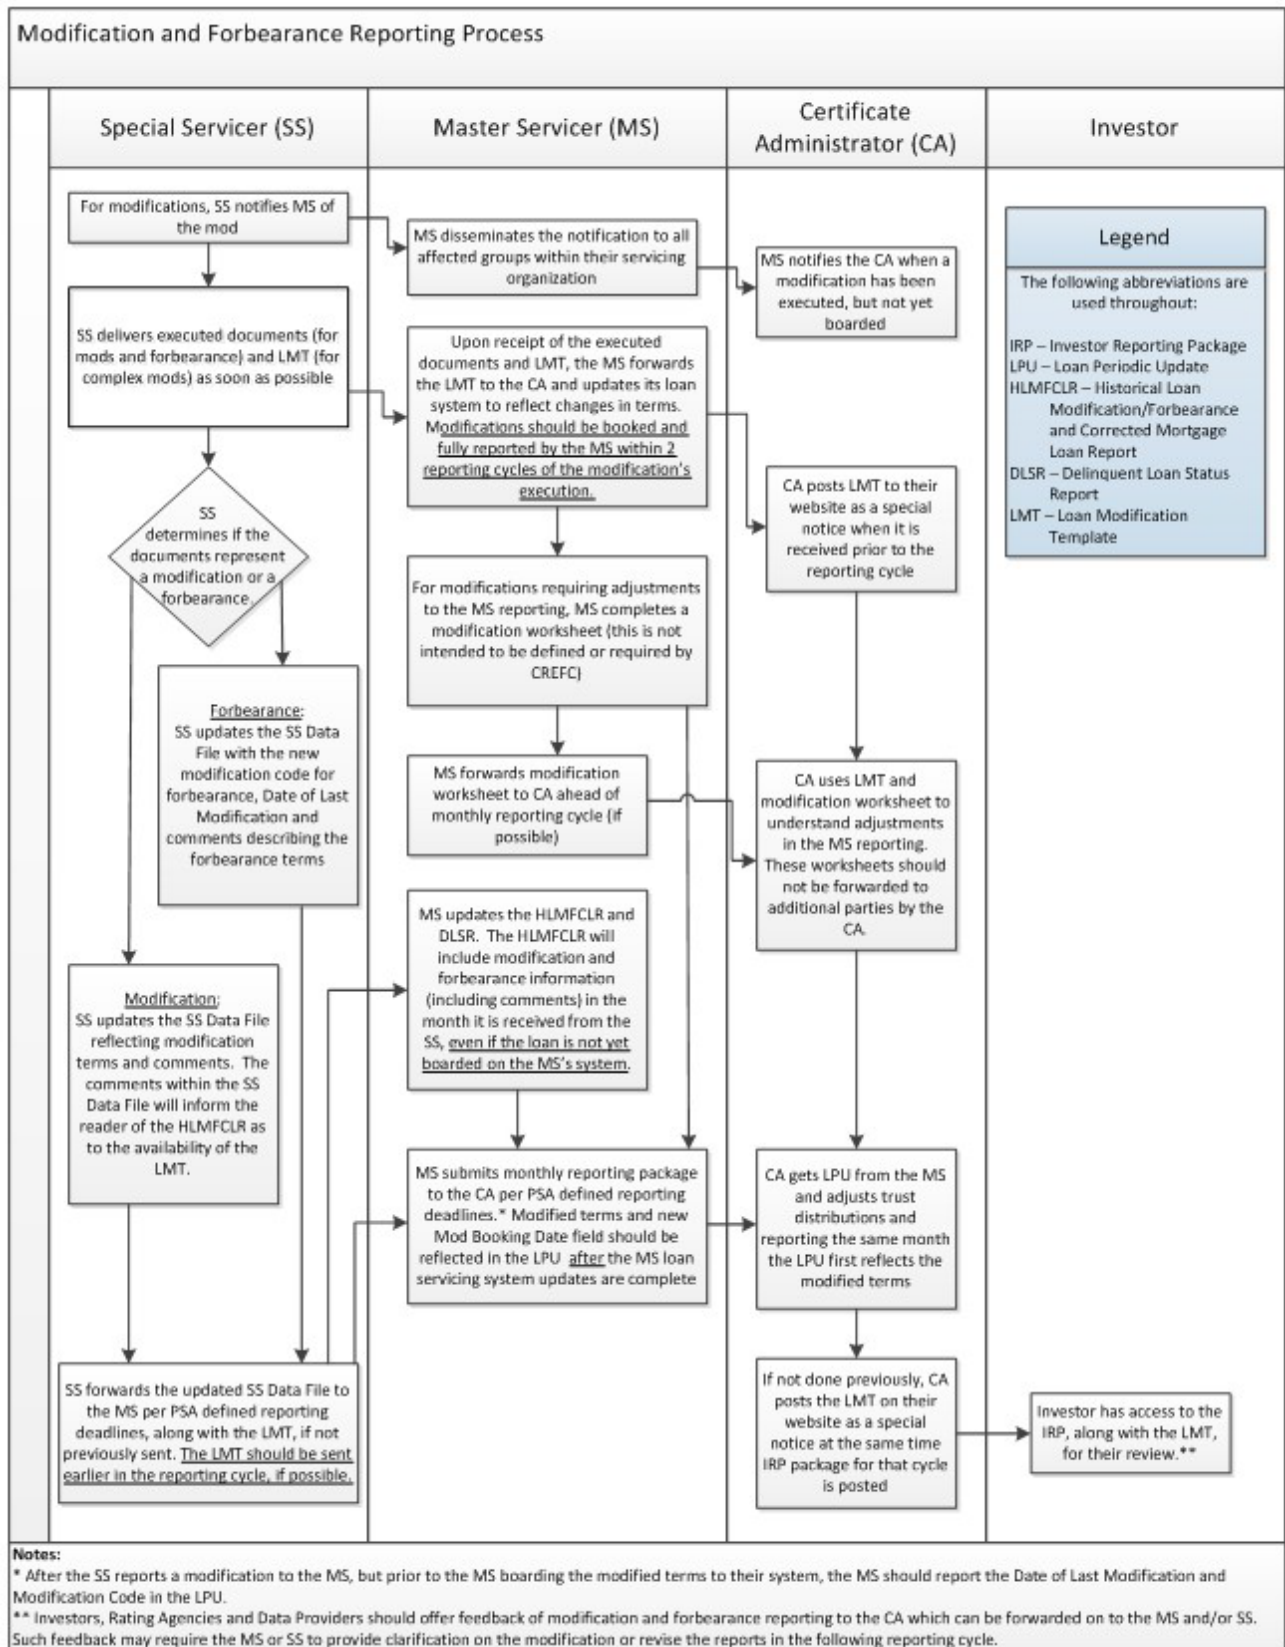 Modification and Forbearance Reporting Process
Special Servicer (SS)
Master Servicer (MS)
Certificate
Administrator (CA)
Investor
For modifications, SS notifies MS of
the mod
SS delivers executed documents (for
mods and forbearance) and LMT (for
complex mods) as soon as possible
SS
determines if the
documents represent
a modification or a
forbearance.
Forbearance:
SS updates the SS Data
File with the new
modification code for
forbearance, Date of Last
Modification and
comments describing the
forbearance terms
Modification:
SS updates the SS Data File
reflecting modification
terms and comments. The
comments within the SS
Data File will inform the
reader of the HLMFCLR as
to the availability of the
LMT.
SS forwards the updated SS Data File to
the MS per PSA defined reporting
deadlines, along with the LMT, if not
previously sent. The LMT should be sent
earlier in the reporting cycle, if possible.
MS disseminates the notification to all
affected groups within their servicing
organization
Upon receipt of the executed
documents and LMT, the MS forwards
the LMT to the CA and updates its loan
system to reflect changes in terms.
Modifications should be booked and
fully reported by the MS within 2
reporting cycles of the modification's
execution.
For modifications requiring adjustments
to the MS reporting, MS completes a
modification worksheet (this is not
intended to be defined or required by
CREFC)
MS forwards modification
worksheet to CA ahead of
monthly reporting cycle (if
possible)
MS updates the HLMFCLR and
DLSR. The HLMFCLR will
include modification and
forbearance information
(including comments) in the
month it is received from the
SS, even if the loan is not yet
boarded on the MS's system.
MS submits monthly reporting package
to the CA per PSA defined reporting
deadlines.* Modified terms and new
Mod Booking Date field should be
reflected in the LPU after the MS loan
servicing system updates are complete
MS notifies the CA when a
modification has been
executed, but not yet
boarded
CA posts LMT to their
website as a special
notice when it is
received prior to the
reporting cycle
CA uses LMT and
modification worksheet to
understand adjustments
in the MS reporting.
These worksheets should
not be forwarded to
additional parties by the
CA.
CA gets LPU from the MS
and adjusts trust
distributions and
reporting the same month
the LPU first reflects the
modified terms
If not done previously, CA
posts the LMT on their
website as a special
notice at the same time
IRP package for that cycle
is posted
Legend
The following abbreviations are
used throughout:
IRP – Investor Reporting Package
LPU – Loan Periodic Update
HLMFCLR – Historical Loan
Modification/Forbearance
and Corrected Mortgage
Loan Report
DLSR – Delinquent Loan Status
Report
LMT – Loan Modification
Template
Investor has access to the
IRP, along with the LMT,
for their review.**
Notes:
* After the SS reports a modification to the MS, but prior to the MS boarding the modified terms to their system, the MS should report the Date of Last Modification and
Modification Code in the LPU.
** Investors, Rating Agencies and Data Providers should offer feedback of modification and forbearance reporting to the CA which can be forwarded on to the MS and/or SS.
Such feedback may require the MS or SS to provide clarification on the modification or revise the reports in the following reporting cycle.